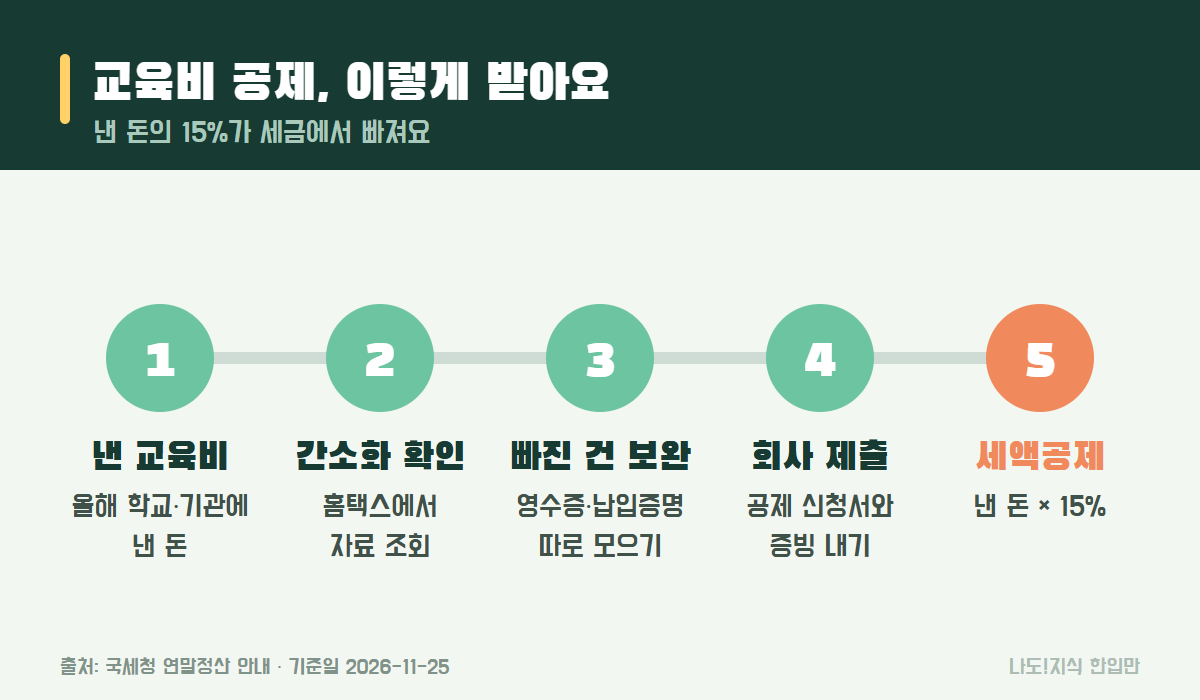 교육비 공제, 이렇게 받아요
낸 돈의 15%가 세금에서 빠져요
1
2
3
4
5
낸 교육비
간소화 확인
빠진 건 보완
회사 제출
세액공제
올해 학교·기관에
낸 돈
홈택스에서
자료 조회
영수증·납입증명
따로 모으기
공제 신청서와
증빙 내기
낸 돈 × 15%
출처: 국세청 연말정산 안내 · 기준일 2026-11-25
나도!지식 한입만